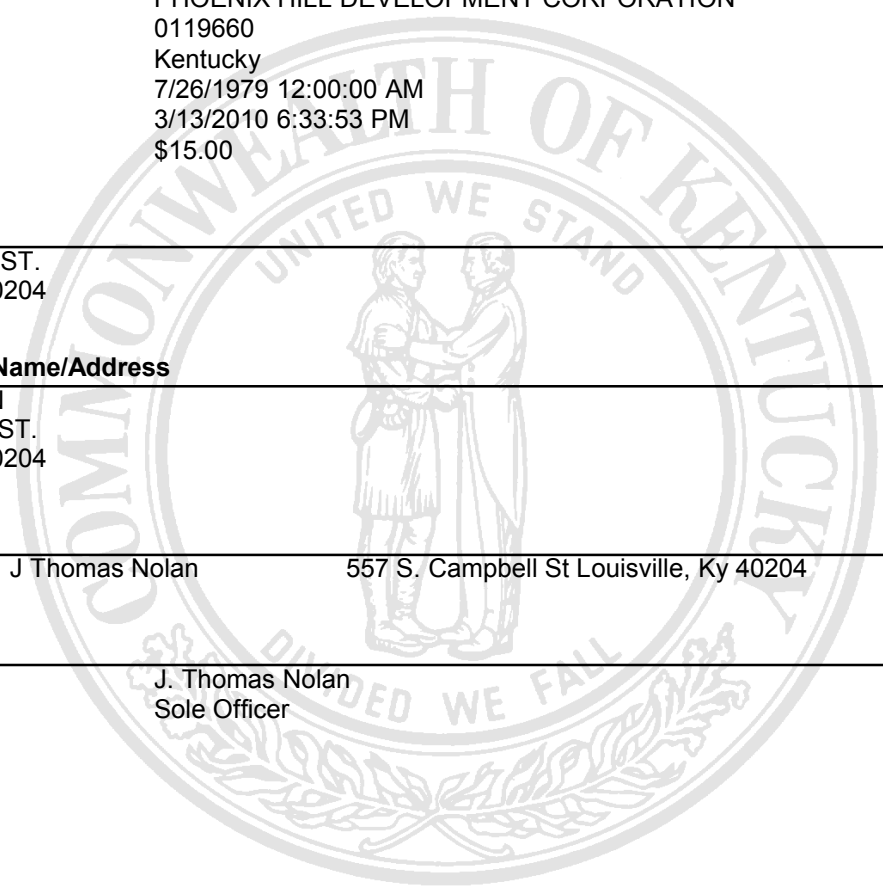 PHOENIX HILL DEVELOPMENT CORPORATION
0119660
Kentucky
7/26/1979 12:00:00 AM
3/13/2010 6:33:53 PM
$15.00
COMMONWEALTH OF KENTUCKY
UNITED WE STAND
ST.
0204
Name/Address
ST.
0204
J Thomas Nolan 557 S. Campbell St Louisville, Ky 40204
J. Thomas Nolan
Sole Officer
DIVIDED WE FALL